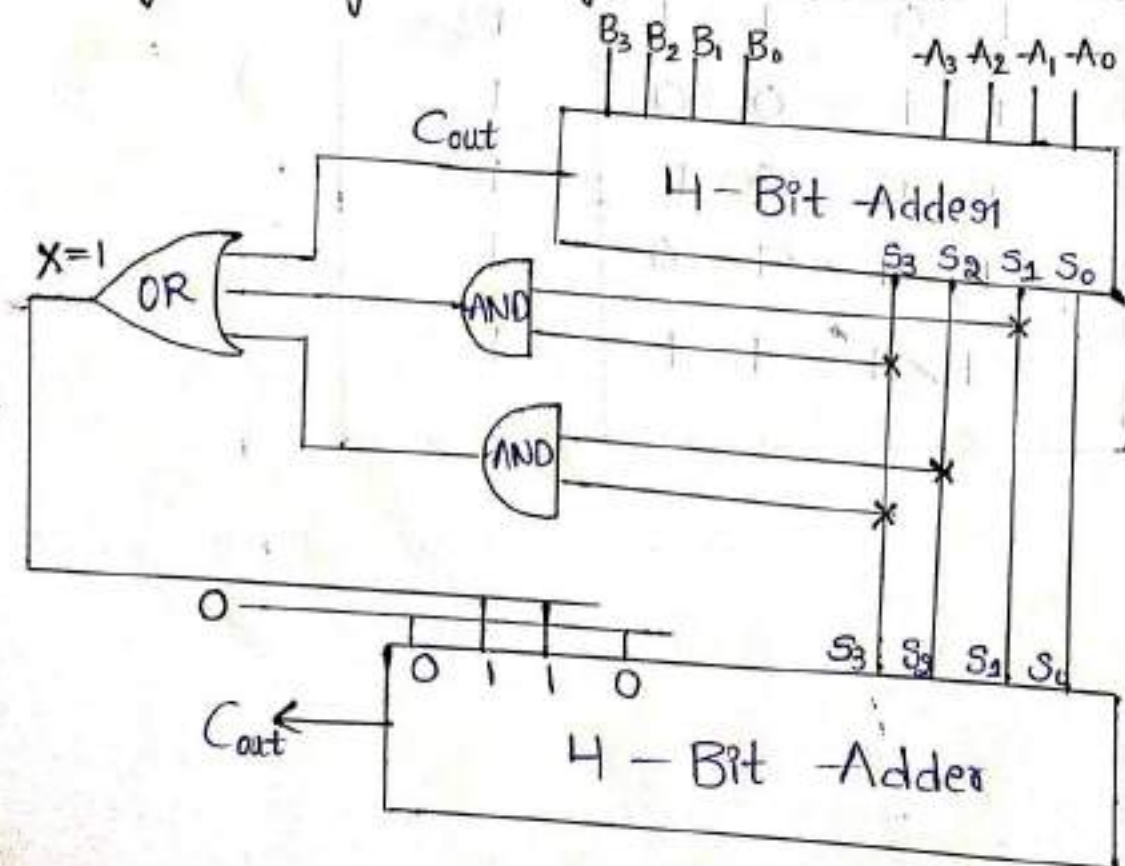 B3 B2 B1 B0
A3 A2 A1 A0
Cout
4-Bit Adder
X=1
OR
S3 S2 S1 S0
AND
AND
0
0 1 1 0
S3 S2 S1
Cout
4-Bit Adder